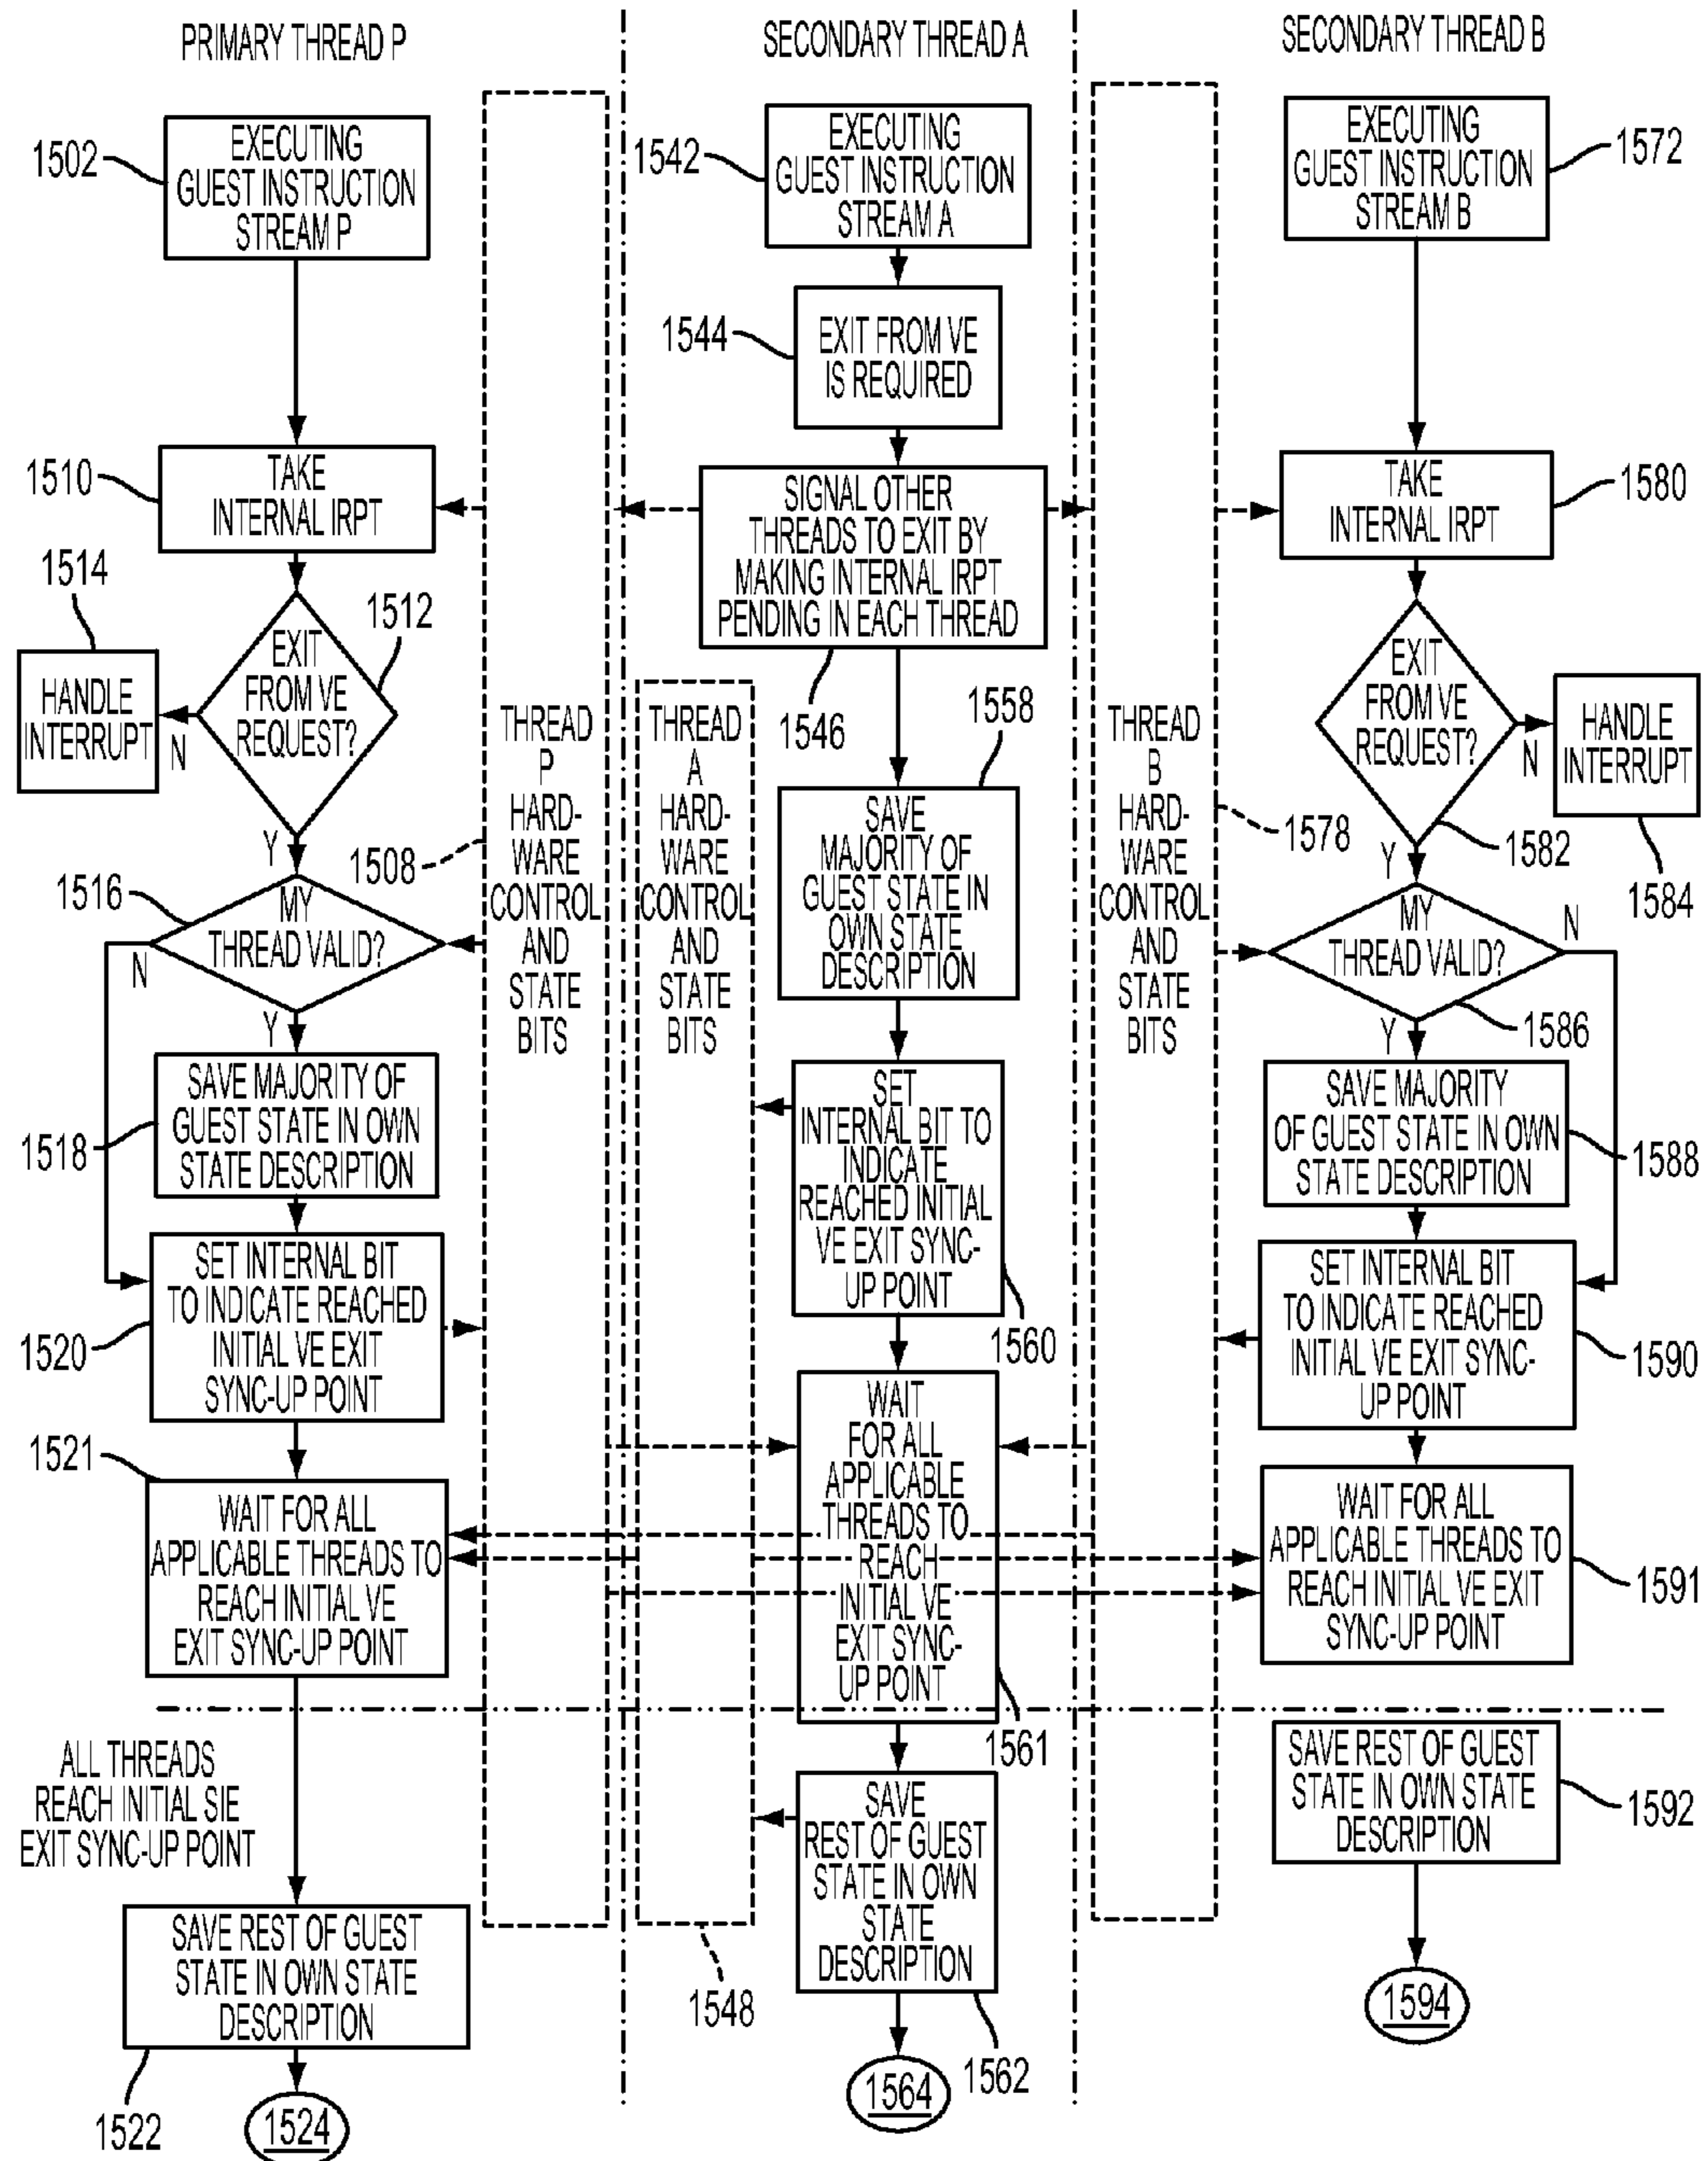 PRIMARY THREAD P
1502
EXECUTING
GUEST INSTRUCTION
STREAM P
1510
TAKE
INTERNAL IRPT
1514
HANDLE
INTERRUPT
N
1512
EXIT
FROM VE
REQUEST?
Y
1508
1516
MY
THREAD VALID?
N
Y
SAVE MAJORITY OF
GUEST STATE IN OWN
STATE DESCRIPTION
1518
SET INTERNAL BIT
TO INDICATE REACHED
INITIAL VE EXIT
SYNC-UP POINT
1520
1521
WAIT FOR ALL
APPLICABLE THREADS TO
REACH INITIAL VE
EXIT SYNC-UP POINT
ALL THREADS
REACH INITIAL SIE
EXIT SYNC-UP POINT
SAVE REST OF GUEST
STATE IN OWN STATE
DESCRIPTION
1522
1524
THREAD
P
HARD-
WARE
CONTROL
AND
STATE
BITS
SECONDARY THREAD A
1542
EXECUTING
GUEST INSTRUCTION
STREAM A
1544
EXIT FROM VE
IS REQUIRED
SIGNAL OTHER
THREADS TO EXIT BY
MAKING INTERNAL IRPT
PENDING IN EACH THREAD
1546
THREAD
A
HARD-
WARE
CONTROL
AND
STATE
BITS
1558
SAVE
MAJORITY OF
GUEST STATE IN
OWN STATE
DESCRIPTION
SET
INTERNAL BIT TO
INDICATE
REACHED INITIAL
VE EXIT SYNC-
UP POINT
1560
WAIT
FOR ALL
APPLICABLE
THREADS TO
REACH
INITIAL VE
EXIT SYNC-
UP POINT
1561
SAVE
REST OF GUEST
STATE IN OWN
STATE
DESCRIPTION
1548
1562
1564
SECONDARY THREAD B
EXECUTING
GUEST INSTRUCTION
STREAM B
1572
TAKE
INTERNAL IRPT
1580
EXIT
FROM VE
REQUEST?
N
HANDLE
INTERRUPT
THREAD
B
HARD-
WARE
CONTROL
AND
STATE
BITS
1578
1582
1584
Y
MY
THREAD VALID?
N
1586
Y
SAVE MAJORITY
OF GUEST STATE IN OWN
STATE DESCRIPTION
1588
SET INTERNAL BIT
TO INDICATE REACHED
INITIAL VE EXIT SYNC-
UP POINT
1590
WAIT FOR ALL
APPLICABLE THREADS TO
REACH INITIAL VE EXIT
SYNC-UP POINT
1591
SAVE REST OF GUEST
STATE IN OWN STATE
DESCRIPTION
1592
1594